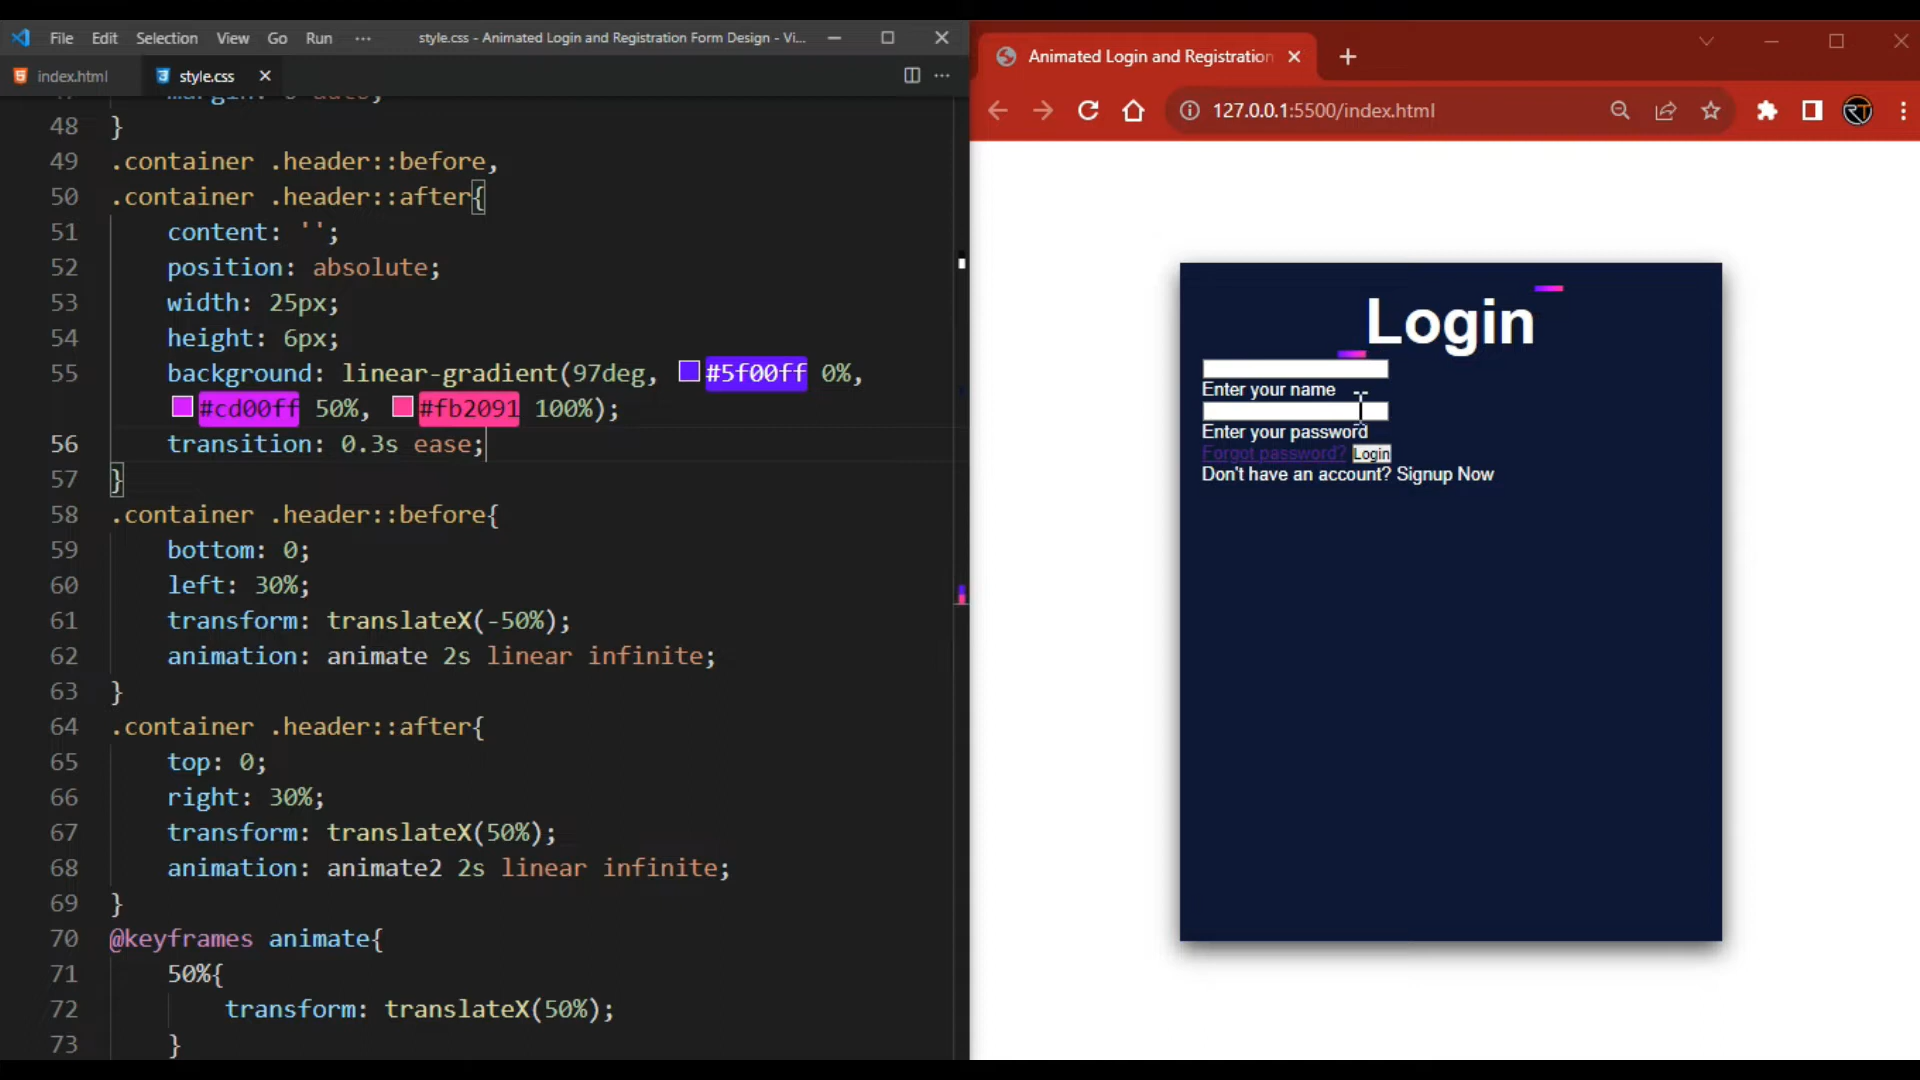 File Edit Selection View Go Run ··· style.css - Animated Login and Registration Form Design - Vi...
index.html style.css
48 }
49 .container .header::before,
50 .container .header::after{
51 content: '';
52 position: absolute;
53 width: 25px;
54 height: 6px;
55 background: linear-gradient(97deg, #5f00ff 0%,
#cd00ff 50%, #fb2091 100%);
56 transition: 0.3s ease;
57 }
58 .container .header::before{
59 bottom: 0;
60 left: 30%;
61 transform: translateX(-50%);
62 animation: animate 2s linear infinite;
63 }
64 .container .header::after{
65 top: 0;
66 right: 30%;
67 transform: translateX(50%);
68 animation: animate2 2s linear infinite;
69 }
70 @keyframes animate{
71 50%{
72 transform: translateX(50%);
73 }
Animated Login and Registration
127.0.0.1:5500/index.html
RT
Login
Enter your name
Enter your password
Forgot password? Login
Don't have an account? Signup Now